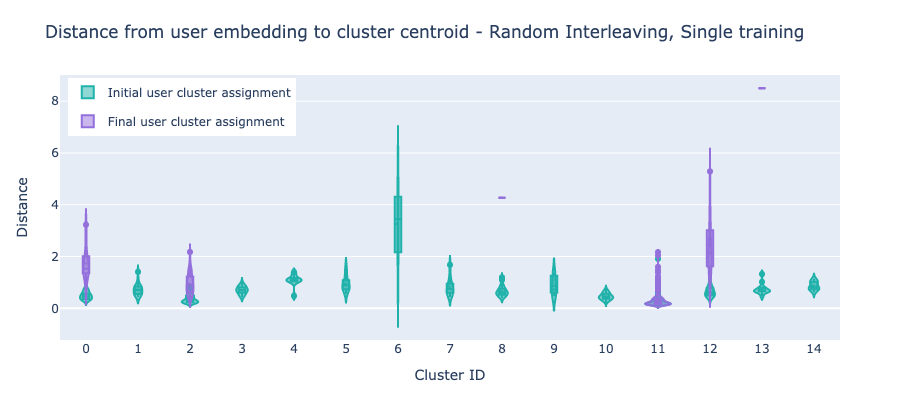 Distance from user embedding to cluster centroid - Random Interleaving, Single training
Initial user cluster assignment
Final user cluster assignment
8
6
4
2
0
Distance
0 1 2 3 4 5 6 7 8 9 10 11 12 13 14
Cluster ID